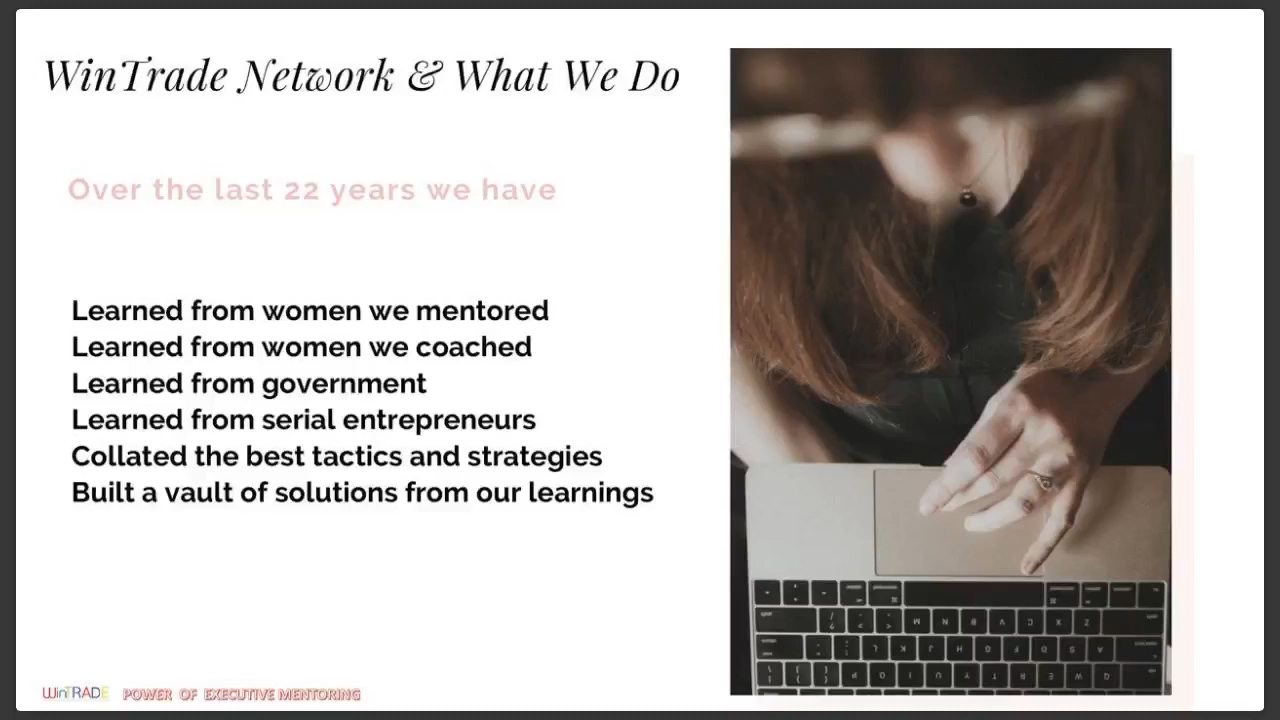 WinTrade Network & What We Do
Over the last 22 years we have
Learned from women we mentored
Learned from women we coached
Learned from government
Learned from serial entrepreneurs
Collated the best tactics and strategies
Built a vault of solutions from our learnings
WinTRADE POWER OF EXECUTIVE MENTORING